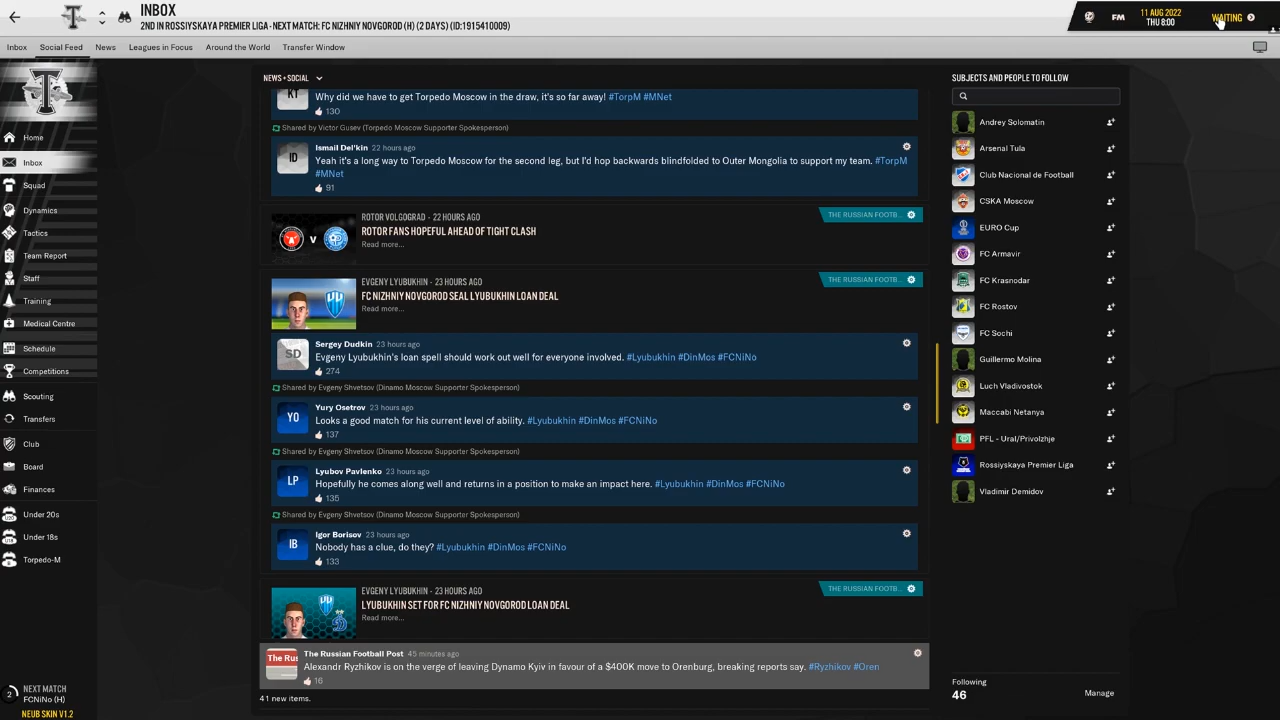 INBOX
2ND IN ROSSIYSKAYA PREMIER LIGA - NEXT MATCH: FC NIZHNIY NOVGOROD (H) (2 DAYS) (ID:1915410009)
FM
11 AUG 2022
THU 8:00
WAITING
Inbox
Social Feed
News
Leagues in Focus
Around the World
Transfer Window
Home
Inbox
Squad
Dynamics
Tactics
Team Report
Staff
Training
Medical Centre
Schedule
Competitions
Scouting
Transfers
Club
Board
Finances
Under 20s
Under 18s
Torpedo-M
2
NEXT MATCH
FCNiNo (H)
NEUB SKIN V1.2
NEWS + SOCIAL
KT
Why did we have to get Torpedo Moscow in the draw, it's so far away! #TorpM #MNet
130
Shared by Victor Gusev (Torpedo Moscow Supporter Spokesperson)
ID
Ismail Del'kin 22 hours ago
Yeah it's a long way to Torpedo Moscow for the second leg, but I'd hop backwards blindfolded to Outer Mongolia to support my team. #TorpM
#MNet
91
V
ROTOR VOLGOGRAD - 22 HOURS AGO
THE RUSSIAN FOOTB...
ROTOR FANS HOPEFUL AHEAD OF TIGHT CLASH
Read more...
EVGENY LYUBUKHIN - 23 HOURS AGO
THE RUSSIAN FOOTB...
FC NIZHNIY NOVGOROD SEAL LYUBUKHIN LOAN DEAL
Read more...
SD
Sergey Dudkin 23 hours ago
Evgeny Lyubukhin's loan spell should work out well for everyone involved. #Lyubukhin #DinMos #FCNiNo
274
Shared by Evgeny Shvetsov (Dinamo Moscow Supporter Spokesperson)
YO
Yury Osetrov 23 hours ago
Looks a good match for his current level of ability. #Lyubukhin #DinMos #FCNiNo
137
Shared by Evgeny Shvetsov (Dinamo Moscow Supporter Spokesperson)
LP
Lyubov Pavlenko 23 hours ago
Hopefully he comes along well and returns in a position to make an impact here. #Lyubukhin #DinMos #FCNiNo
135
Shared by Evgeny Shvetsov (Dinamo Moscow Supporter Spokesperson)
IB
Igor Borisov 23 hours ago
Nobody has a clue, do they? #Lyubukhin #DinMos #FCNiNo
133
EVGENY LYUBUKHIN - 23 HOURS AGO
THE RUSSIAN FOOTB...
LYUBUKHIN SET FOR FC NIZHNIY NOVGOROD LOAN DEAL
Read more...
The Rus
The Russian Football Post 45 minutes ago
Alexandr Ryzhikov is on the verge of leaving Dynamo Kyiv in favour of a $400K move to Orenburg, breaking reports say. #Ryzhikov #Oren
16
41 new items.
SUBJECTS AND PEOPLE TO FOLLOW
Andrey Solomatin
Arsenal Tula
Club Nacional de Football
CSKA Moscow
EURO Cup
FC Armavir
FC Krasnodar
FC Rostov
FC Sochi
Guillermo Molina
Luch Vladivostok
Maccabi Netanya
PFL - Ural/Privolzhje
Rossiyskaya Premier Liga
Vladimir Demidov
Following
46
Manage